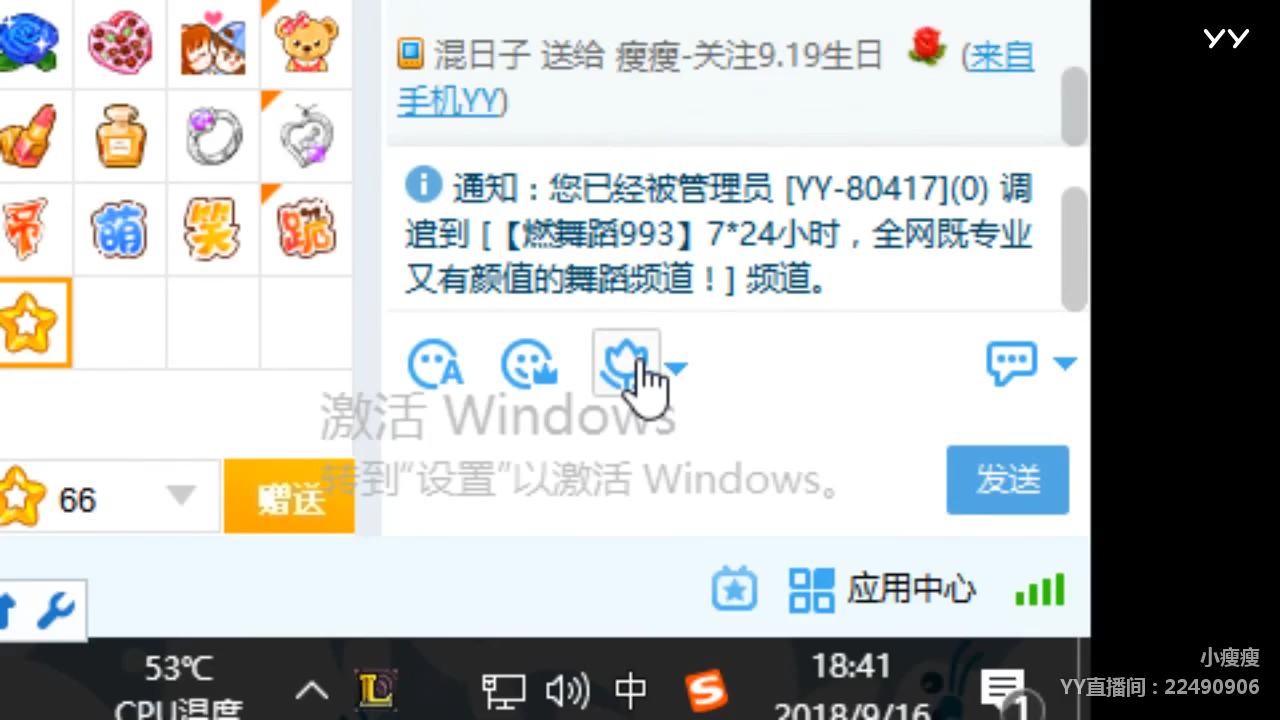 YY
混日子 送给 瘦瘦-关注9.19生日 (来自
手机YY)
通知：您已经被管理员 [YY-80417](0) 调
遣到 [【燃舞蹈993】7*24小时，全网既专业
又有颜值的舞蹈频道！] 频道。
吊 萌 笑 跪
A
激活 Windows
转到“设置”以激活 Windows。
66
赠送
发送
应用中心
53℃
CPU温度
L
中
S
18:41
2018/9/16
1
小瘦瘦
YY直播间：22490906